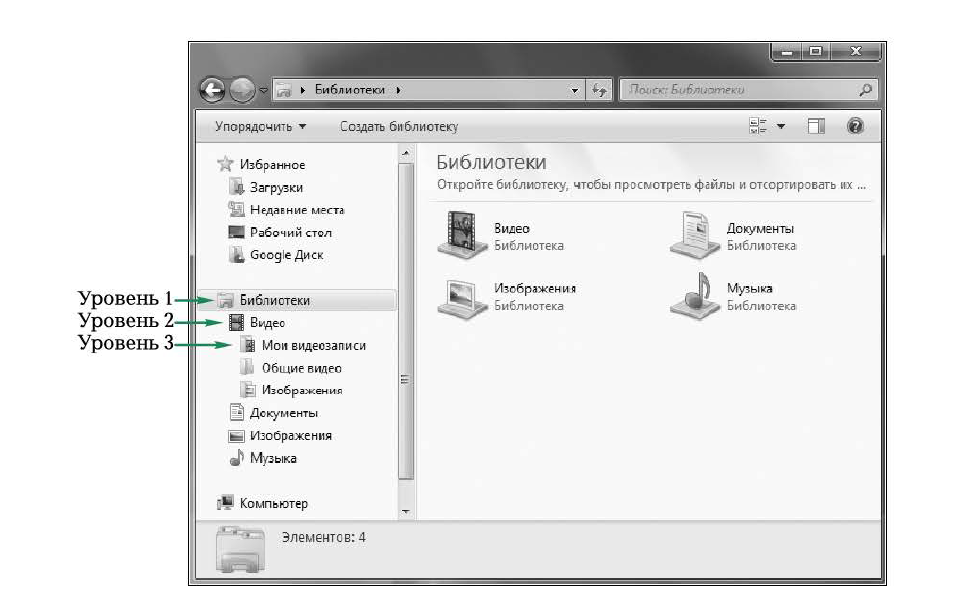 Библиотеки
Поиск: Библиотеки
Упорядочить
Создать библиотеку
Избранное
Загрузки
Недавние места
Рабочий стол
Google Диск
Уровень 1
Библиотеки
Уровень 2
Видео
Уровень 3
Мои видеозаписи
Общие видео
Изображения
Документы
Изображения
Музыка
Компьютер
Библиотеки
Откройте библиотеку, чтобы просмотреть файлы и отсортировать их ...
Видео
Библиотека
Документы
Библиотека
Изображения
Библиотека
Музыка
Библиотека
Элементов: 4